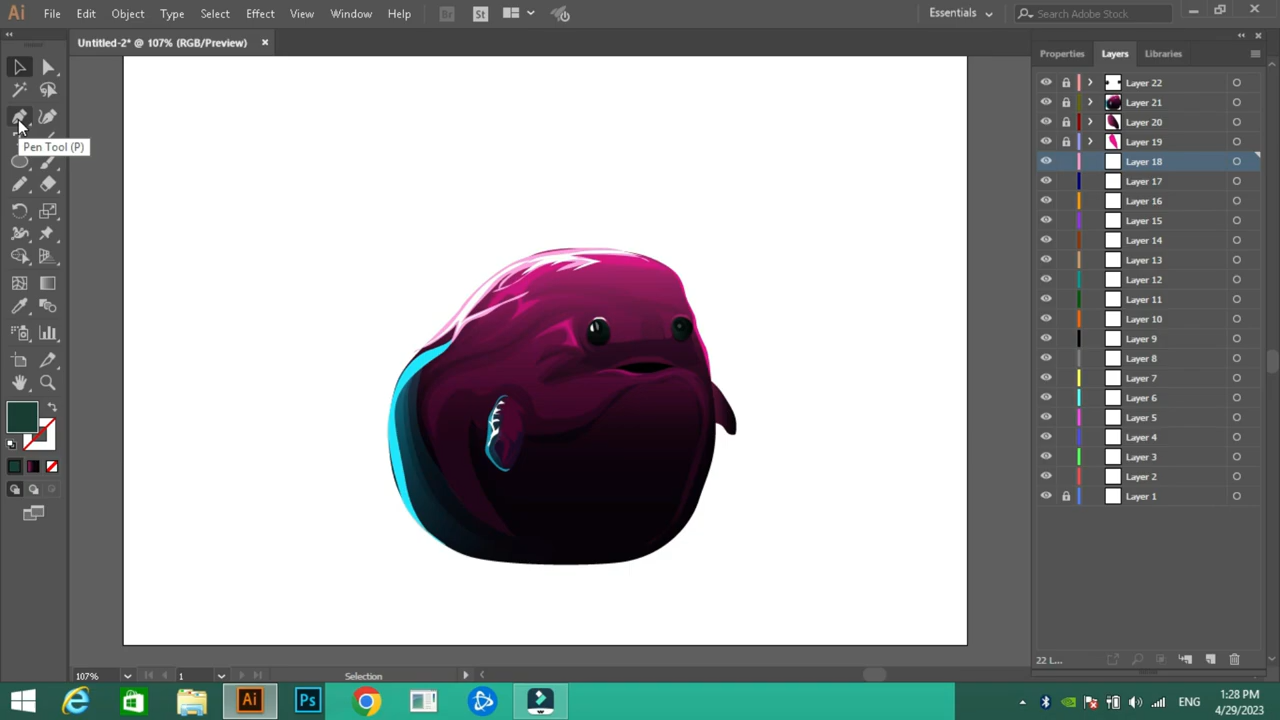 Ai File Edit Object Type Select Effect View Window Help Br St Essentials Search Adobe Stock
Untitled-2* @ 107% (RGB/Preview) ×
Pen Tool (P)
Properties Layers Libraries
Layer 22
Layer 21
Layer 20
Layer 19
Layer 18
Layer 17
Layer 16
Layer 15
Layer 14
Layer 13
Layer 12
Layer 11
Layer 10
Layer 9
Layer 8
Layer 7
Layer 6
Layer 5
Layer 4
Layer 3
Layer 2
Layer 1
22 L...
107% 1 Selection
Ai Ps ENG 1:28 PM
4/29/2023